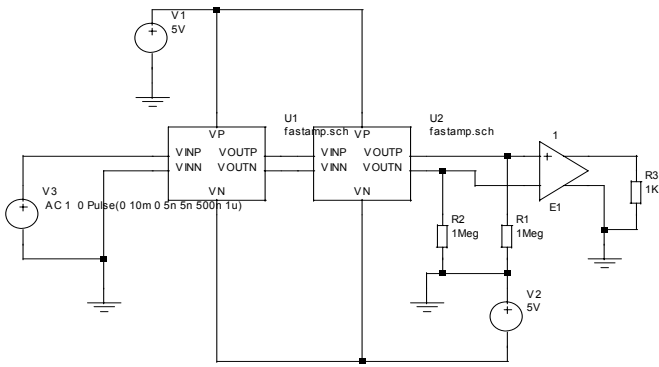 V1
5V
U1
fastamp.sch
U2
fastamp.sch
VP
VINP VOUTP
VINN VOUTN
VN
VP
VINP VOUTP
VINN VOUTN
VN
1
E1
R3
1K
V3
AC 1 0 Pulse(0 10m 0 5n 5n 500n 1u)
R2
1Meg
R1
1Meg
V2
5V